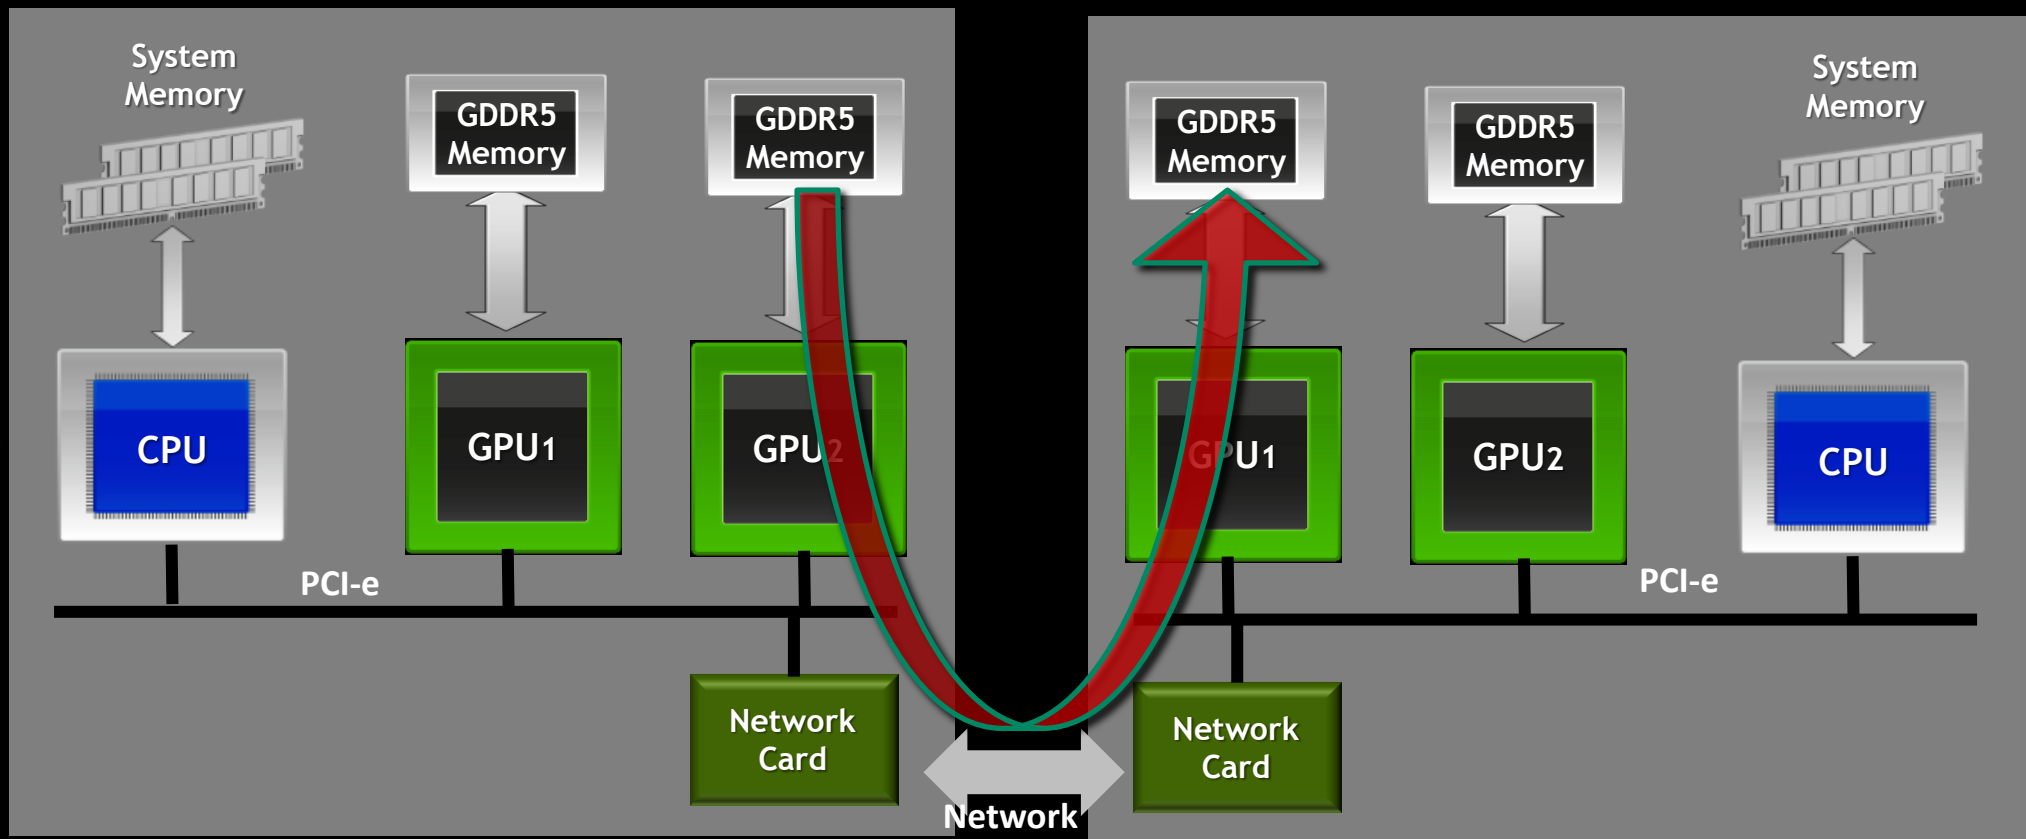 System
Memory
GDDR5
Memory
GDDR5
Memory
CPU
GPU1
GPU2
PCI-e
Network
Card
Network
GDDR5
Memory
GDDR5
Memory
System
Memory
GPU1
GPU2
CPU
PCI-e
Network
Card